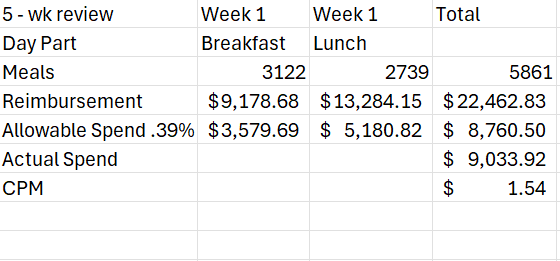 5 - wk review Week 1 Week 1 Total
Day Part Breakfast Lunch
Meals 3122 2739 5861
Reimbursement $9,178.68 $13,284.15 $22,462.83
Allowable Spend .39% $3,579.69 $ 5,180.82 $ 8,760.50
Actual Spend $ 9,033.92
CPM $ 1.54